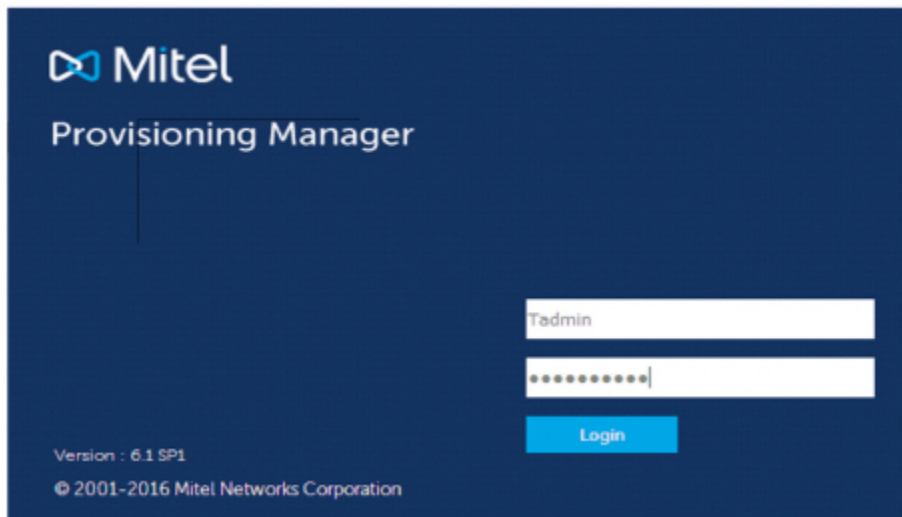 Mitel
Provisioning Manager
Tadmin
••••••••••
Login
Version : 6.1 SP1
© 2001-2016 Mitel Networks Corporation